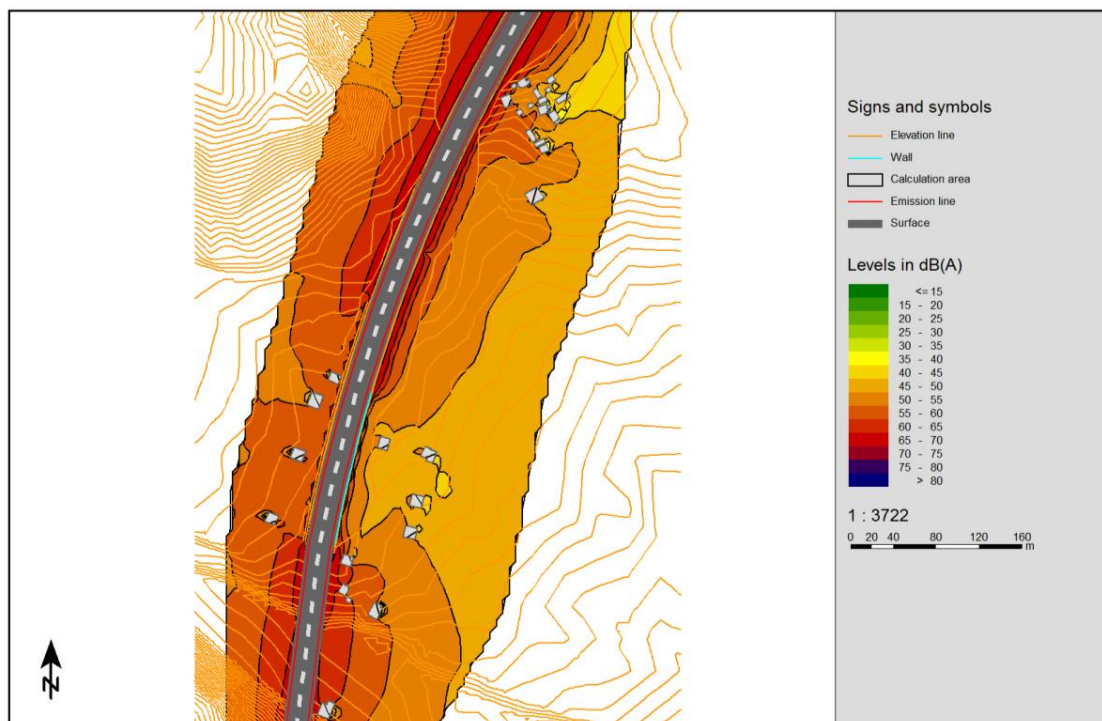 Signs and symbols
Elevation line
Wall
Calculation area
Emission line
Surface
Levels in dB(A)
<= 15
15 - 20
20 - 25
25 - 30
30 - 35
35 - 40
40 - 45
45 - 50
50 - 55
55 - 60
60 - 65
65 - 70
70 - 75
75 - 80
> 80
1 : 3722
0 20 40 80 120 160
m
N